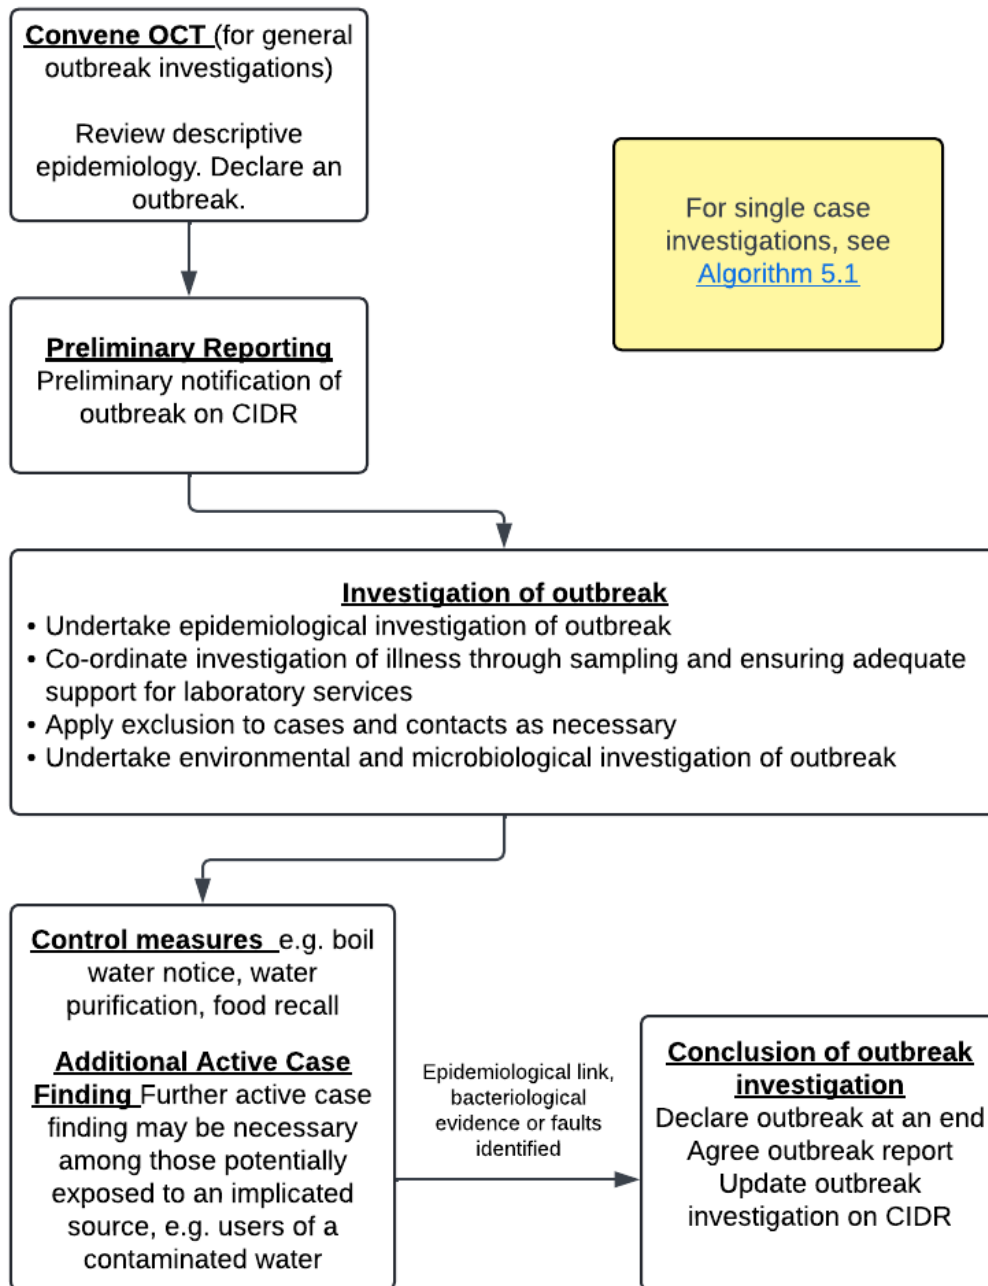 Convene OCT (for general
outbreak investigations)
Review descriptive
epidemiology. Declare an
outbreak.
For single case
investigations, see
Algorithm 5.1
Preliminary Reporting
Preliminary notification of
outbreak on CIDR
Investigation of outbreak
• Undertake epidemiological investigation of outbreak
• Co-ordinate investigation of illness through sampling and ensuring adequate
support for laboratory services
• Apply exclusion to cases and contacts as necessary
• Undertake environmental and microbiological investigation of outbreak
Control measures e.g. boil
water notice, water
purification, food recall
Additional Active Case
Finding Further active case
finding may be necessary
among those potentially
exposed to an implicated
source, e.g. users of a
contaminated water
Epidemiological link,
bacteriological
evidence or faults
identified
Conclusion of outbreak
investigation
Declare outbreak at an end
Agree outbreak report
Update outbreak
investigation on CIDR